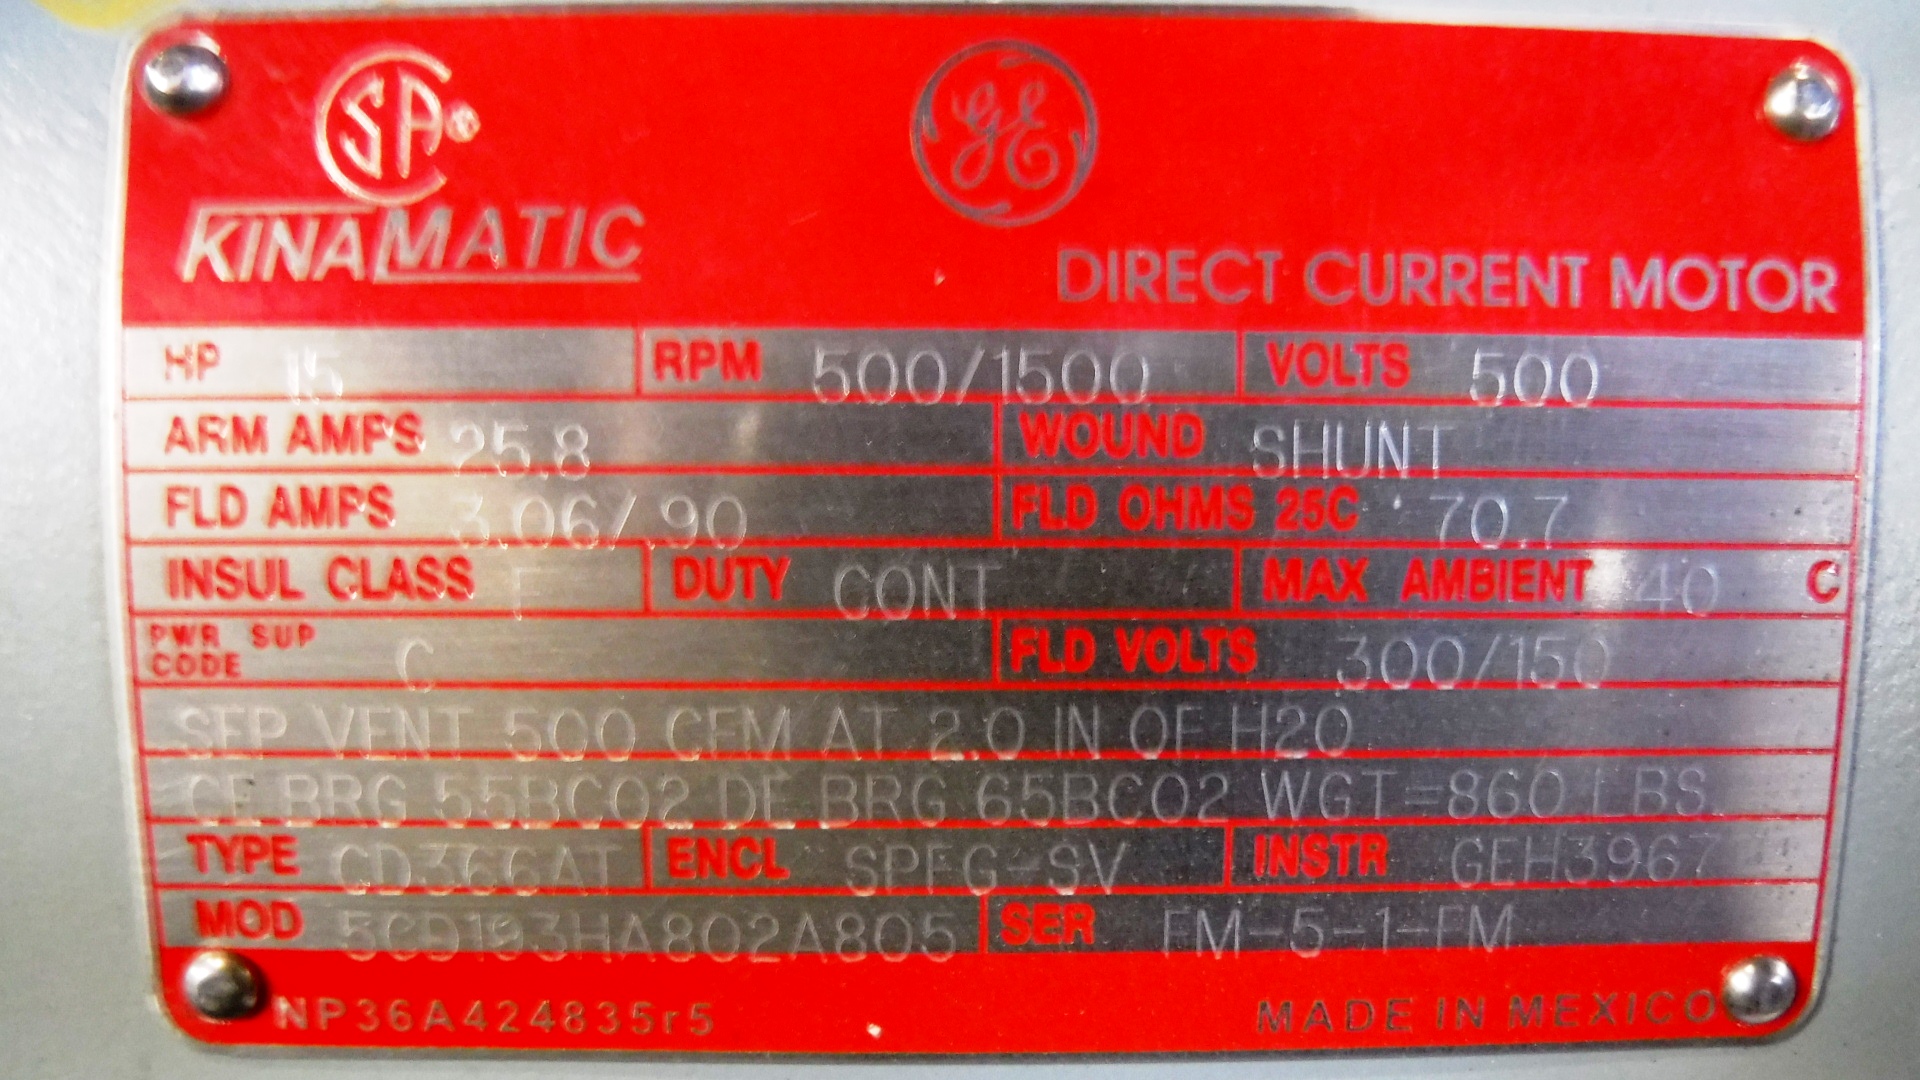 SA®
GE
KINAMATIC
DIRECT CURRENT MOTOR
HP 15 RPM 500/1500 VOLTS 500
ARM AMPS 25.8 WOUND SHUNT
FLD AMPS 3.06/.90 FLD OHMS 25C 70.7
INSUL CLASS F DUTY CONT MAX AMBIENT 40 C
PWR SUP CODE C FLD VOLTS 300/150
SEP VENT 500 CFM AT 2.0 IN OF H2O
CE BRG 55BC02 DE BRG 65BC02 WGT=860 LBS.
TYPE CD366AT ENCL SPFG-SV INSTR GEH3967
MOD 5CD193HA802A805 SER FM-5-1-FM
NP36A424835r5 MADE IN MEXICO